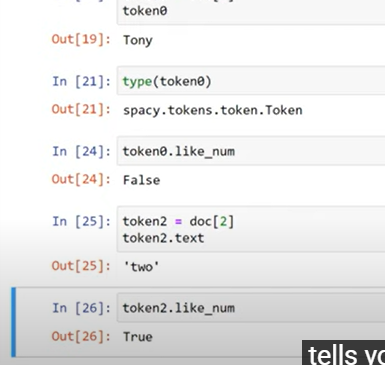 token0
Out[19]: Tony
In [21]: type(token0)
Out[21]: spacy.tokens.token.Token
In [24]: token0.like_num
Out[24]: False
In [25]: token2 = doc[2]
token2.text
Out[25]: 'two'
In [26]: token2.like_num
Out[26]: True
tells